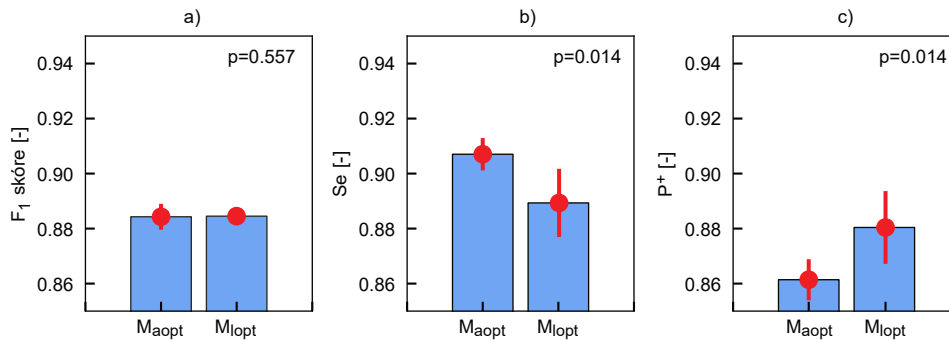 a)
F₁ skóre [-]
0.94
0.92
0.90
0.88
0.86
p=0.557
Maopt
Mlopt
b)
Se [-]
0.94
0.92
0.90
0.88
0.86
p=0.014
Maopt
Mlopt
c)
P⁺ [-]
0.94
0.92
0.90
0.88
0.86
p=0.014
Maopt
Mlopt